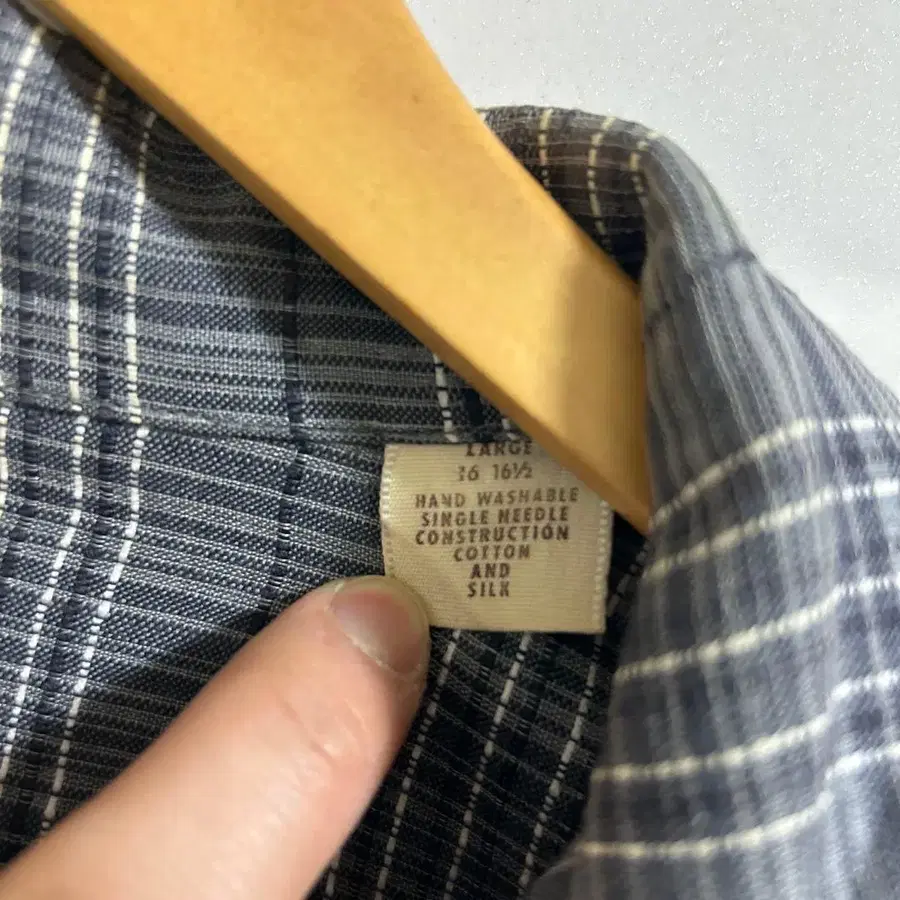 LARGE
16 16½
HAND WASHABLE
SINGLE NEEDLE
CONSTRUCTION
COTTON
AND
SILK